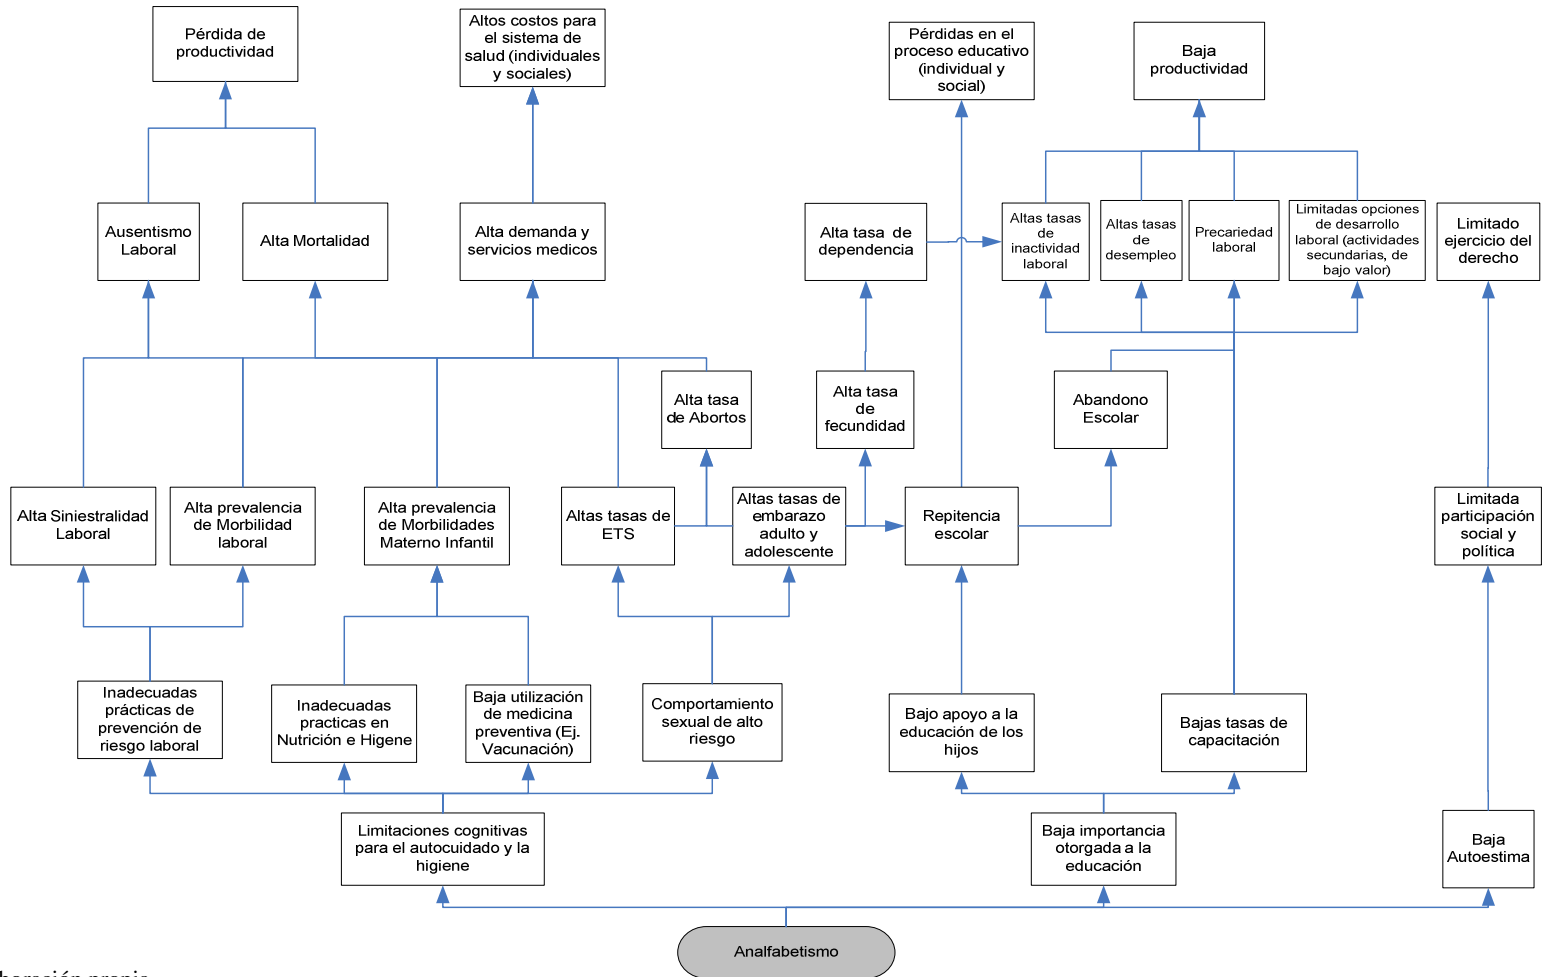 Pérdida de
productividad
Altos costos para
el sistema de
salud (individuales
y sociales)
Pérdidas en el
proceso educativo
(individual y
social)
Baja
productividad
Ausentismo
Laboral
Alta Mortalidad
Alta demanda y
servicios medicos
Alta tasa de
dependencia
Altas tasas
de
inactividad
laboral
Altas tasas
de
desempleo
Precariedad
laboral
Limitadas opciones
de desarrollo
laboral (actividades
secundarias, de
bajo valor)
Limitado
ejercicio del
derecho
Alta tasa
de Abortos
Alta tasa
de
fecundidad
Abandono
Escolar
Alta Siniestralidad
Laboral
Alta prevalencia
de Morbilidad
laboral
Alta prevalencia
de Morbilidades
Materno Infantil
Altas tasas de
ETS
Altas tasas de
embarazo
adulto y
adolescente
Repitencia
escolar
Limitada
participación
social y
política
Inadecuadas
prácticas de
prevención de
riesgo laboral
Inadecuadas
practicas en
Nutrición e Higene
Baja utilización
de medicina
preventiva (Ej.
Vacunación)
Comportamiento
sexual de alto
riesgo
Bajo apoyo a la
educación de los
hijos
Bajas tasas de
capacitación
Limitaciones cognitivas
para el autocuidado y la
higiene
Baja importancia
otorgada a la
educación
Baja
Autoestima
Analfabetismo